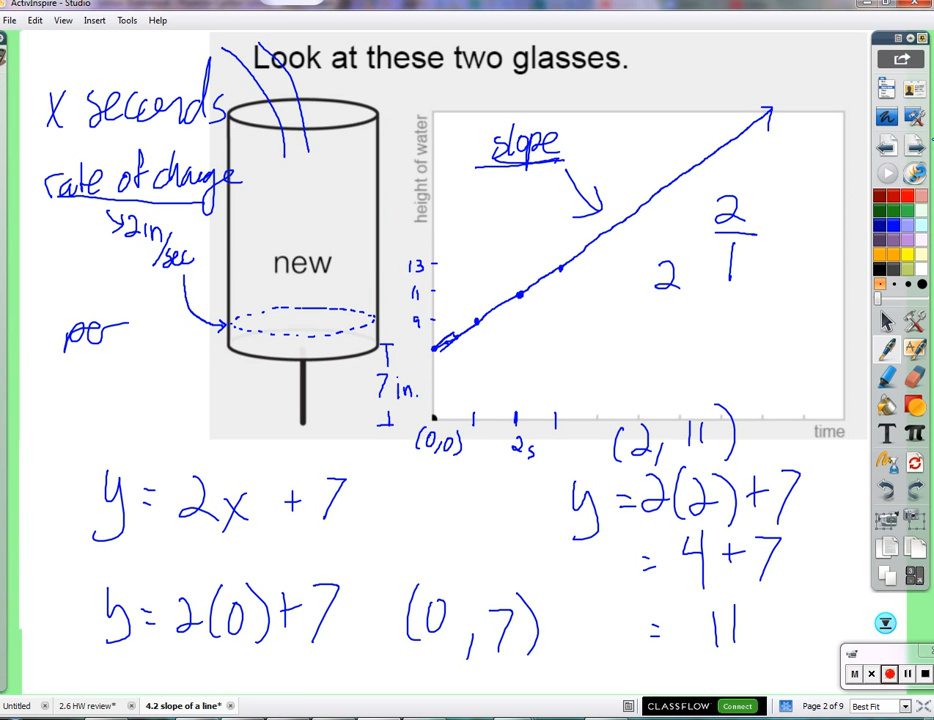 ActivInspire - Studio
File Edit View Insert Tools Help
Look at these two glasses.
x seconds
rate of change
2 in/sec
per
new
7 in.
height of water
13
11
9
slope
2
2/1
(0,0)
2s
time
(2, 11)
y = 2x + 7
y = 2(2) + 7
= 4 + 7
= 11
y = 2(0) + 7 (0, 7)
M
Untitled 2.6 HW review* 4.2 slope of a line* CLASSFLOW Connect Page 2 of 9 Best Fit